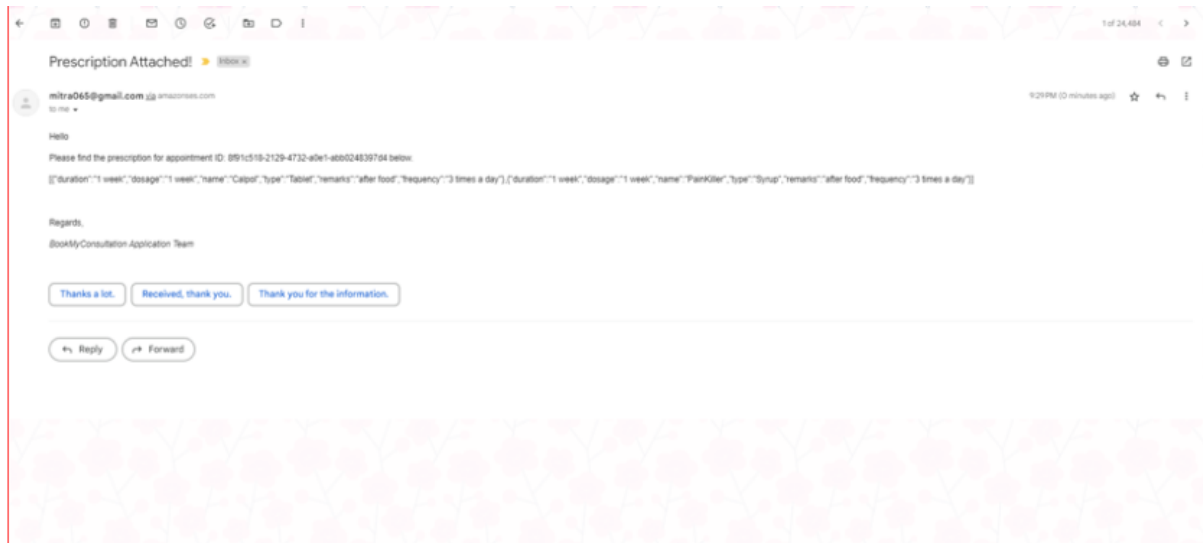 1 of 24,484
Prescription Attached! Inbox x
mitra065@gmail.com via amazonses.com
9:29 PM (0 minutes ago)
to me
Hello
Please find the prescription for appointment ID: 8f91c518-2129-4732-a0e1-abb0248397d4 below:
[{"duration":"1 week","dosage":"1 week","name":"Calpol","type":"Tablet","remarks":"after food","frequency":"3 times a day"},{"duration":"1 week","dosage":"1 week","name":"PainKiller","type":"Syrup","remarks":"after food","frequency":"3 times a day"}]
Regards,
BookMyConsultation Application Team
Thanks a lot. Received, thank you. Thank you for the information.
Reply Forward